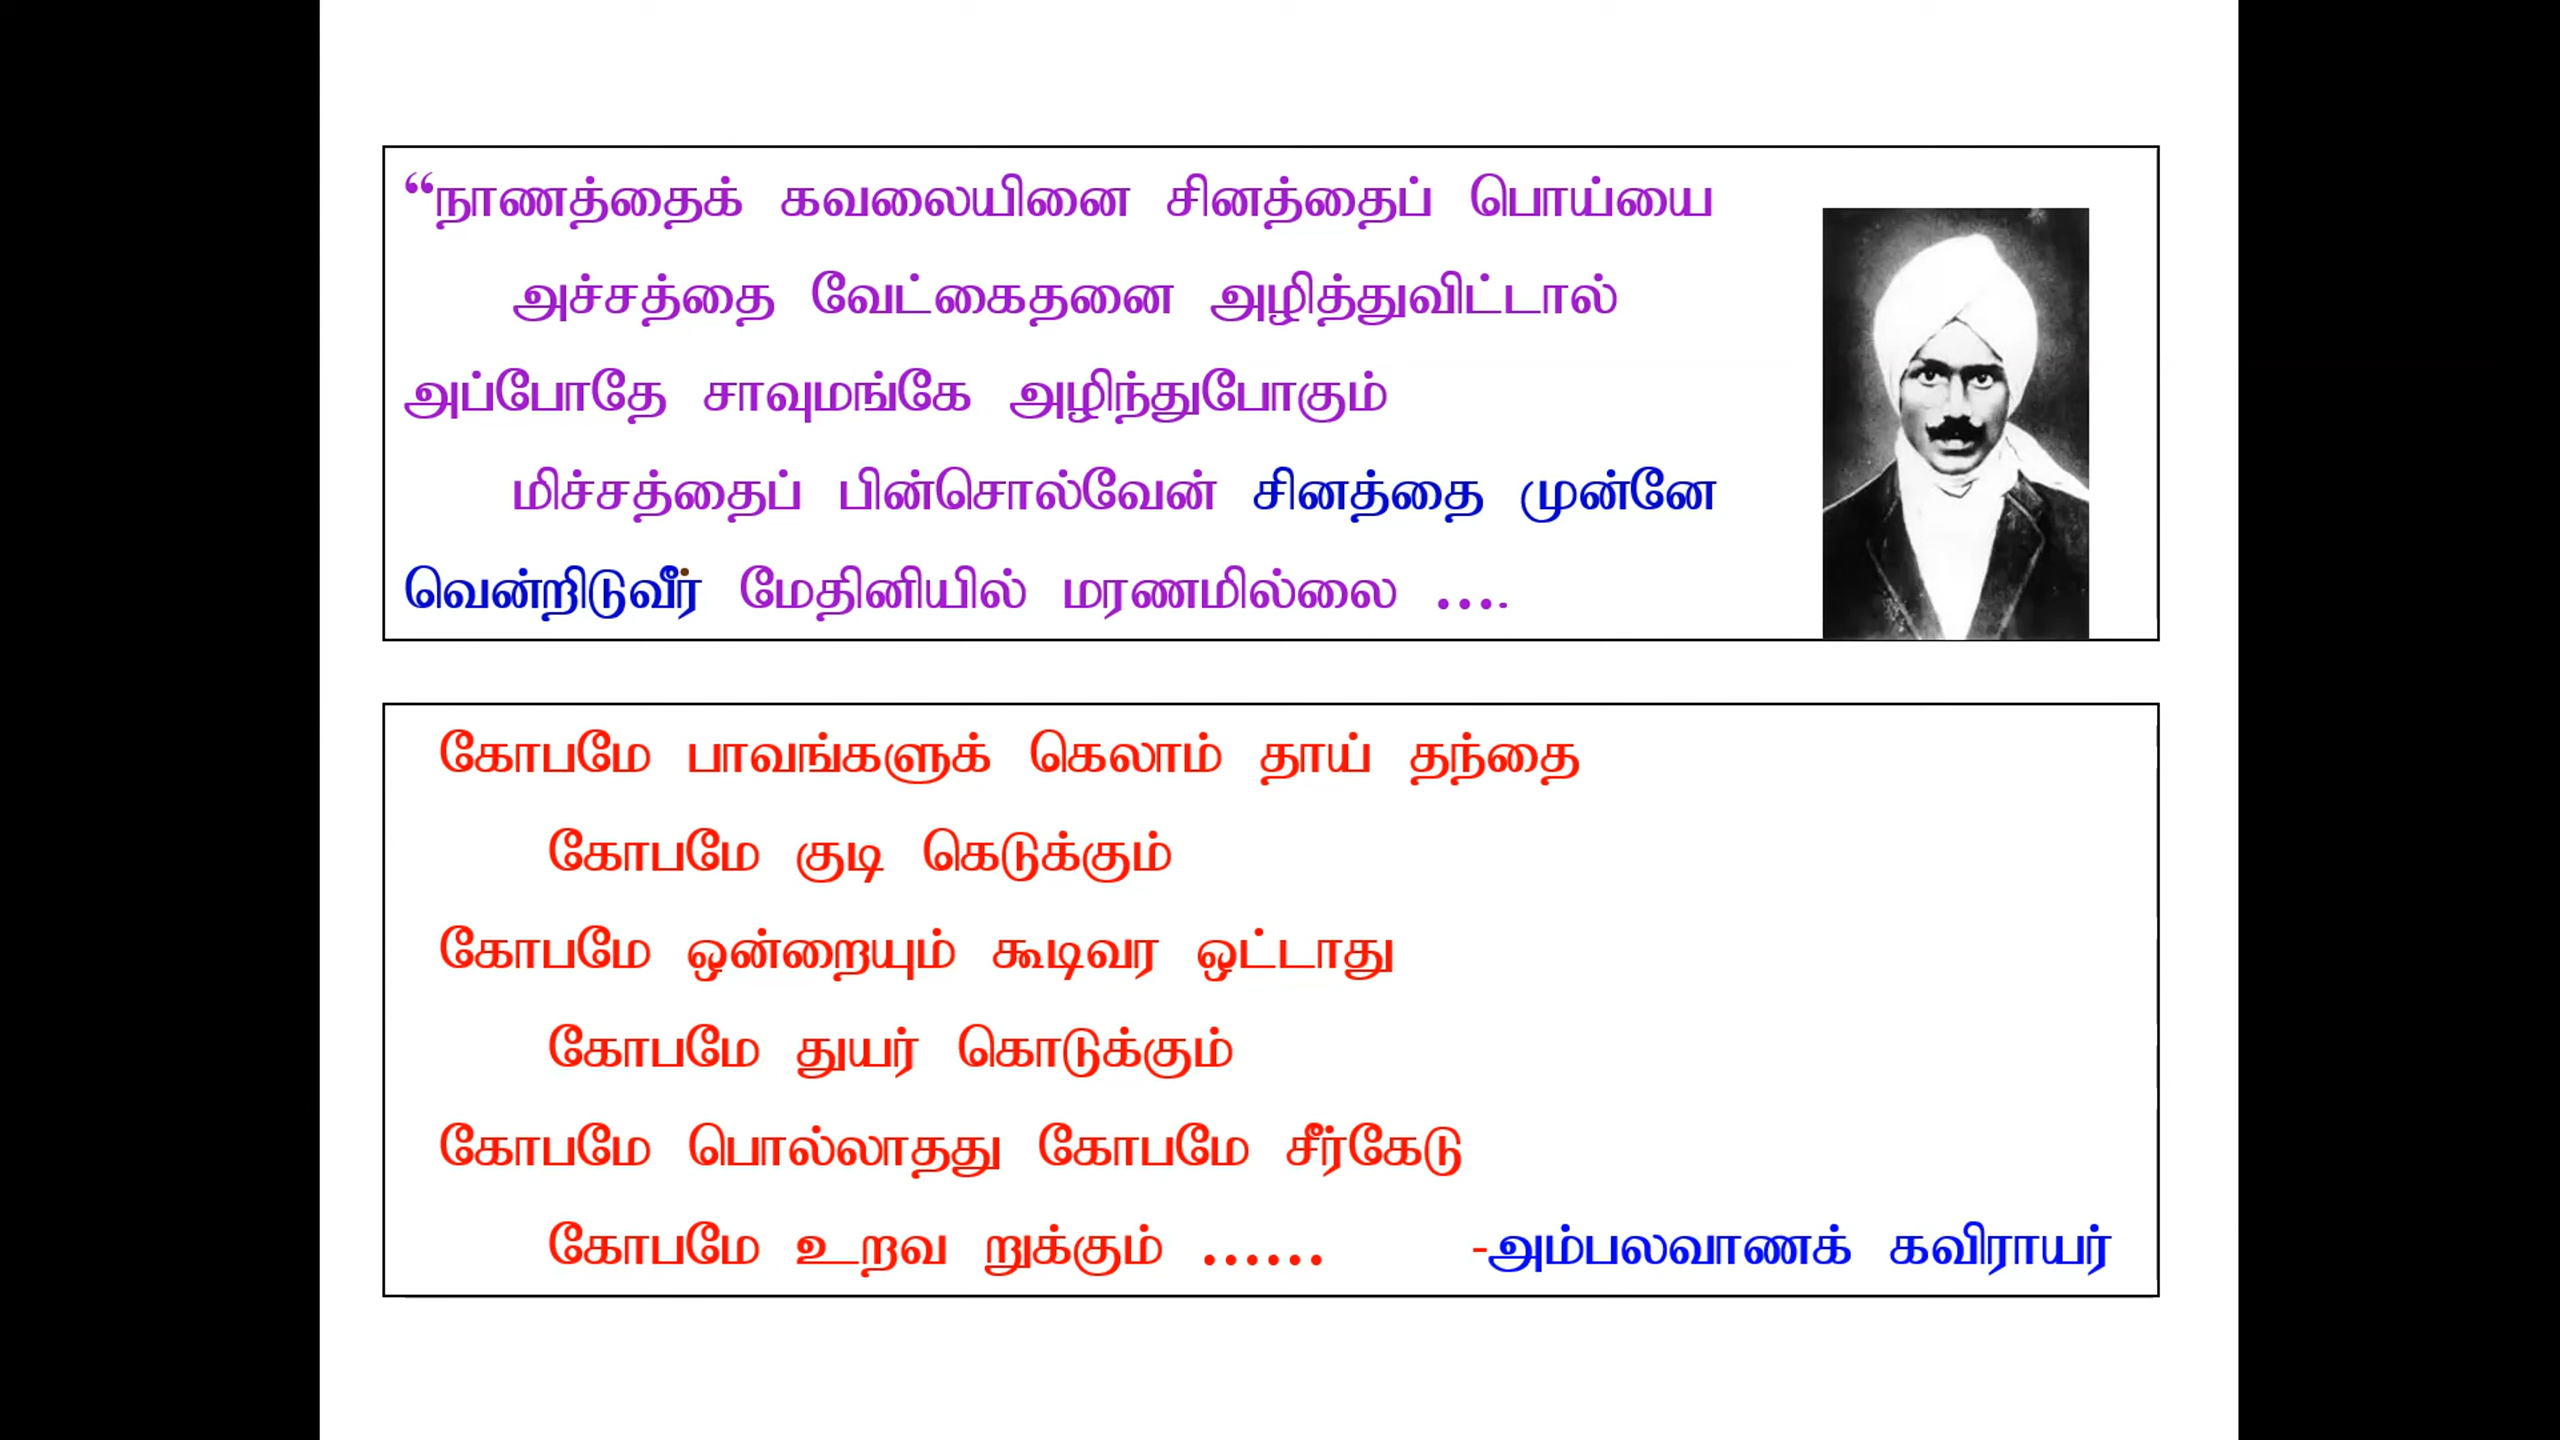 “நாணத்தைக் கவலையினை சினத்தைப் பொய்யை
அச்சத்தை வேட்கைதனை அழித்துவிட்டால்
அப்போதே சாவுமங்கே அழிந்துபோகும்
மிச்சத்தைப் பின்சொல்வேன் சினத்தை முன்னே
வென்றிடுவீர் மேதினியில் மரணமில்லை ....
கோபமே பாவங்களுக் கெலாம் தாய் தந்தை
கோபமே குடி கெடுக்கும்
கோபமே ஒன்றையும் கூடிவர ஒட்டாது
கோபமே துயர் கொடுக்கும்
கோபமே பொல்லாதது கோபமே சீர்கேடு
கோபமே உறவ றுக்கும் ...... -அம்பலவாணக் கவிராயர்